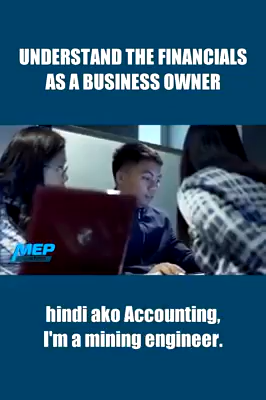 UNDERSTAND THE FINANCIALS
AS A BUSINESS OWNER
MEP
hindi ako Accounting,
I'm a mining engineer.